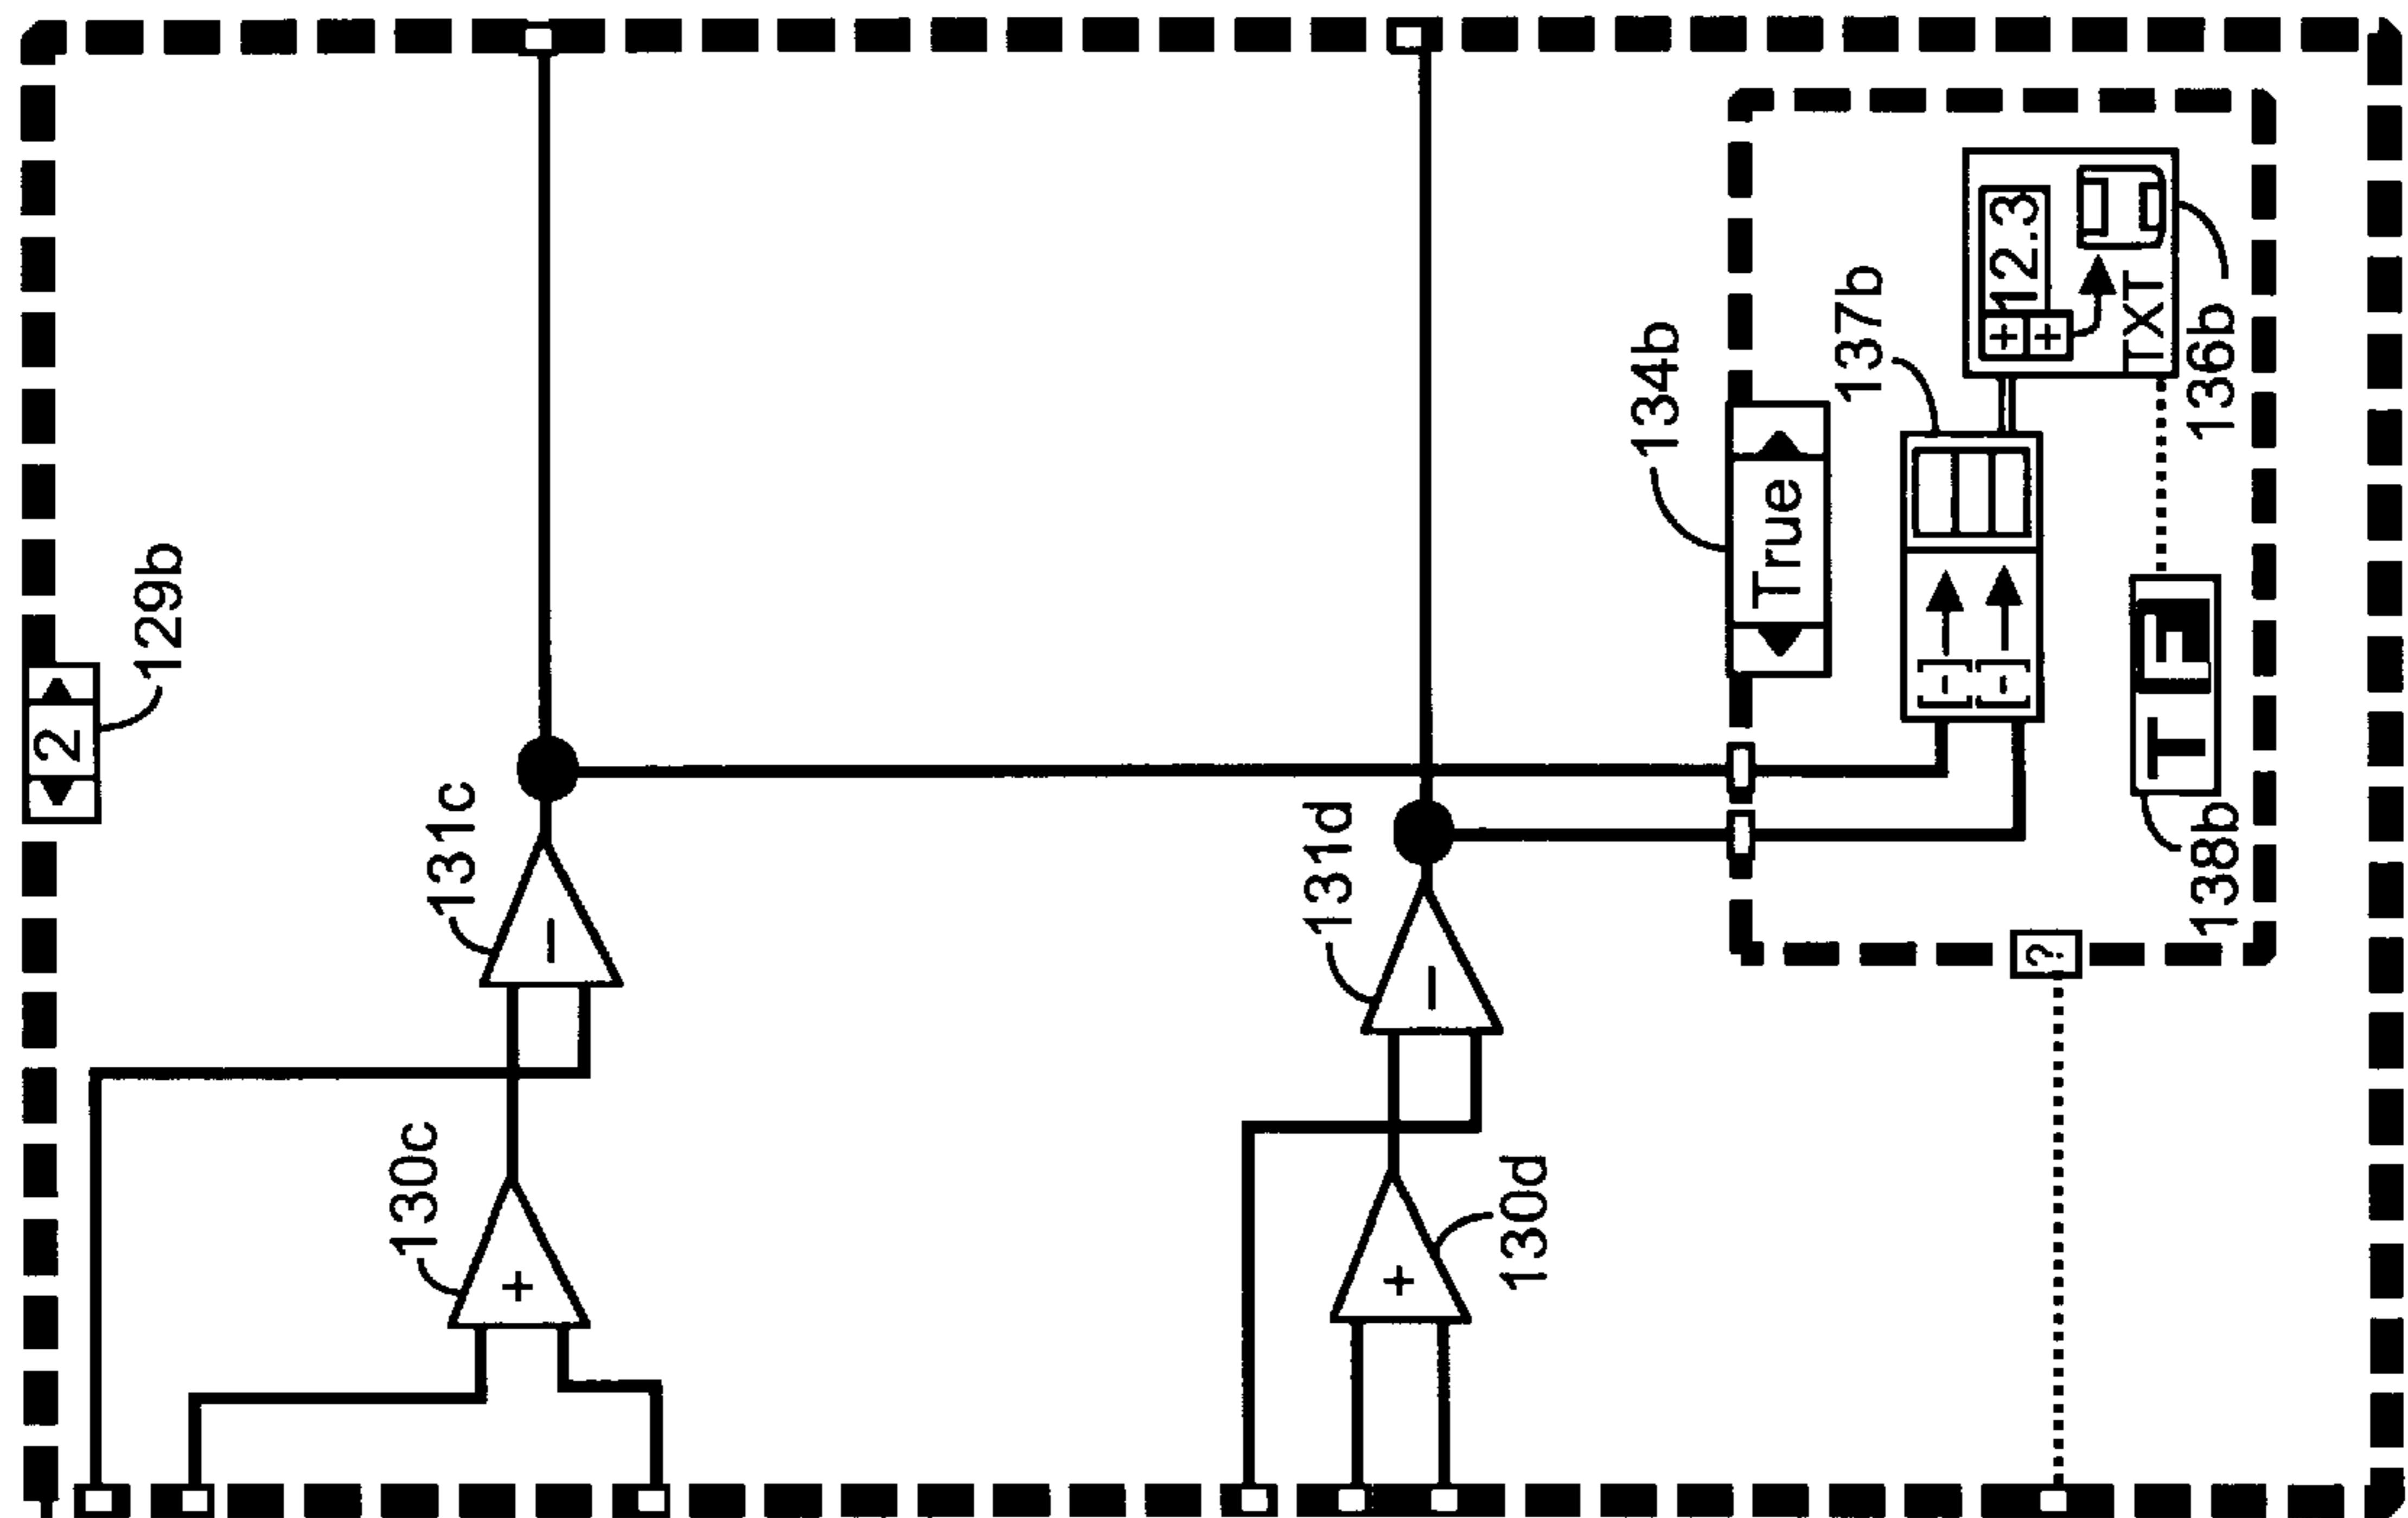 2
129b
131c
130c
131d
130d
134b
True
137b
12.3
+
+
TXT
136b
T F
138b
?
+
−
+
−
[-]
[-]